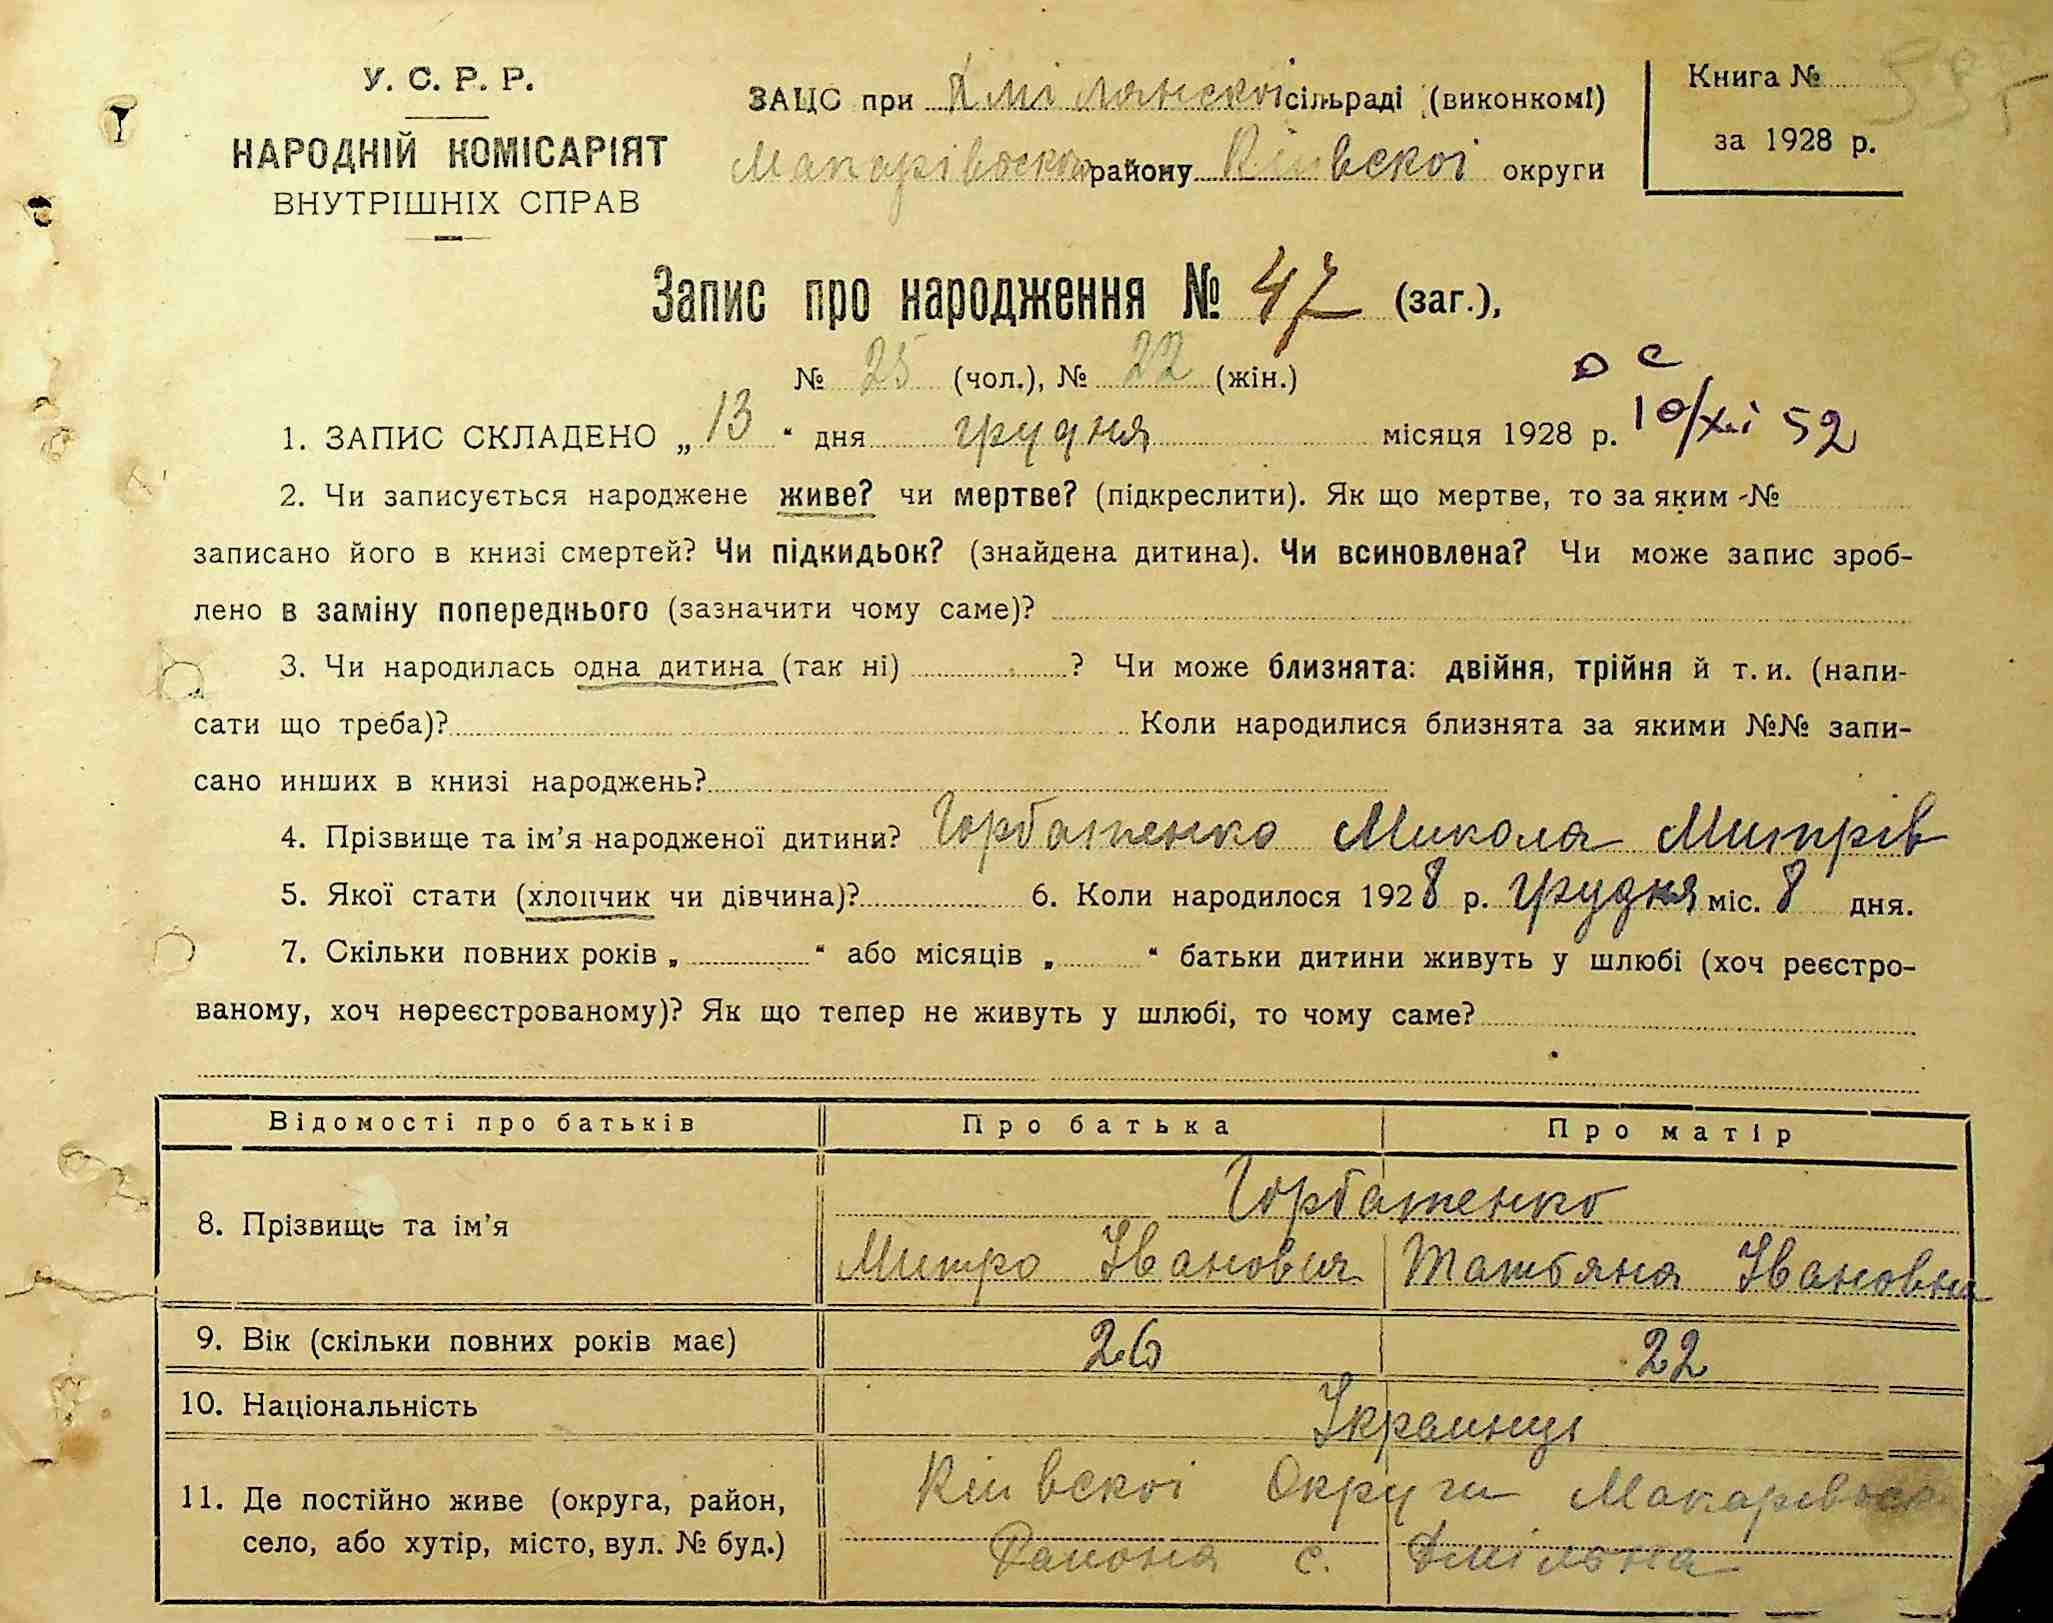 У. С. Р. Р.
НАРОДНІЙ КОМІСАРІЯТ
ВНУТРІШНІХ СПРАВ
ЗАЦС при сільраді (виконкомі)
Макарівського району Київскоі округи
Книга №
за 1928 р.
Запис про народження № 47 (заг.),
№ 25 (чол.), № 22 (жін.)
1. ЗАПИС СКЛАДЕНО „13“ дня грудня місяця 1928 р. 10/XII 52
2. Чи записується народжене живе? чи мертве? (підкреслити). Як що мертве, то за яким №
записано його в книзі смертей? Чи підкидьок? (знайдена дитина). Чи всиновлена? Чи може запис зроб-
лено в заміну попереднього (зазначити чому саме)?
3. Чи народилась одна дитина (так ні) ? Чи може близнята: двійня, трійня й т. и. (напи-
сати що треба)? Коли народилися близнята за якими №№ запи-
сано инших в книзі народжень?
4. Прізвище та ім’я народженої дитини? Горбатенко Микола Митрів
5. Якої стати (хлопчик чи дівчина)? 6. Коли народилося 1928 р. грудня міс. 8 дня.
7. Скільки повних років „ “ або місяців „ “ батьки дитини живуть у шлюбі (хоч реєстро-
ваному, хоч нереєстрованому)? Як що тепер не живуть у шлюбі, то чому саме?
Відомості про батьків Про батька Про матір
Горбатенко
8. Прізвище та ім’я
Митро Іванович Татьяна Івановна
9. Вік (скільки повних років має) 26 22
10. Національність Україниці
Київскоі Округи
11. Де постійно живе (округа, район,
село, або хутір, місто, вул. № буд.) Района с.